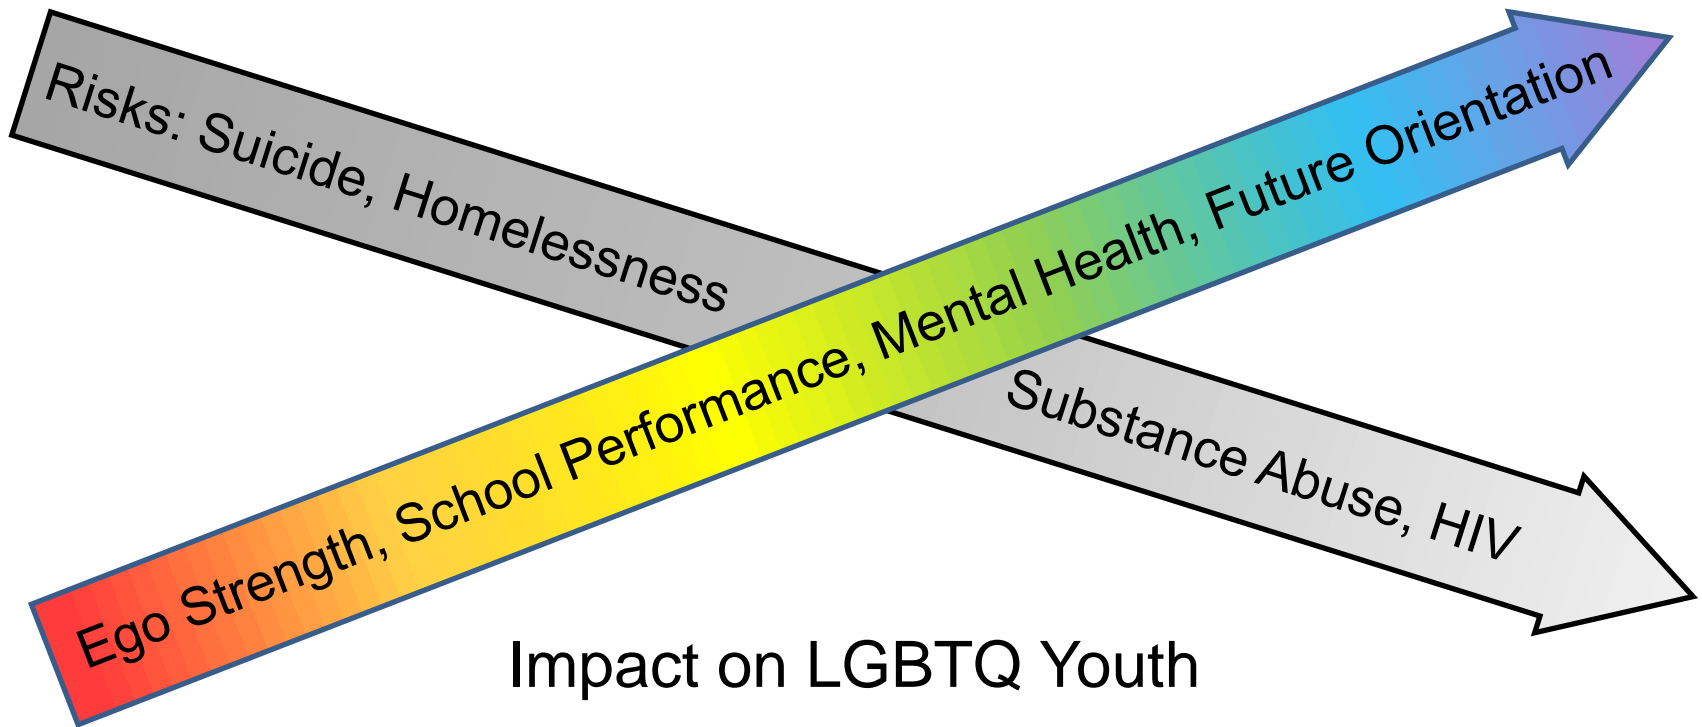 Risks: Suicide, Homelessness
Substance Abuse, HIV
Ego Strength, School Performance, Mental Health, Future Orientation
Impact on LGBTQ Youth